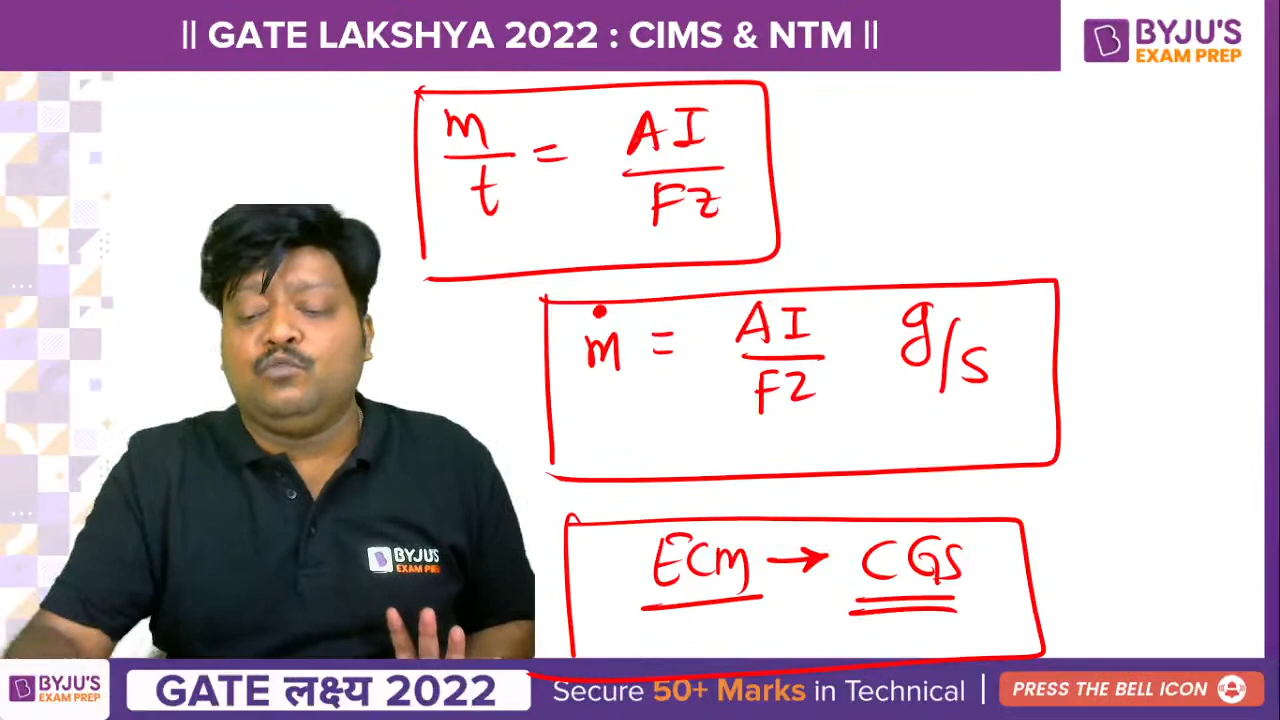 || GATE LAKSHYA 2022 : CIMS & NTM ||
BYJU'S
EXAM PREP
m/t = AI/FZ
ṁ = AI/FZ g/s
ECM → CGS
BYJU'S
EXAM PREP
BYJU'S
EXAM PREP
GATE लक्ष्य 2022
Secure 50+ Marks in Technical
PRESS THE BELL ICON